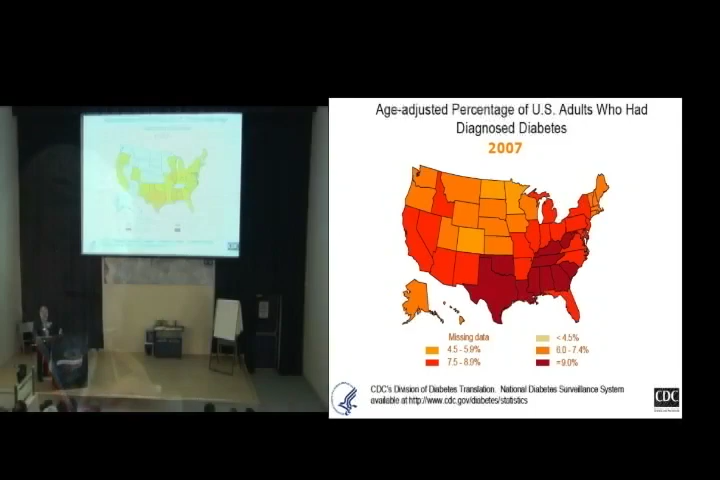 Age-adjusted Percentage of U.S. Adults Who Had
Diagnosed Diabetes
2007
Missing data
< 4.5%
4.5 - 5.9%
6.0 - 7.4%
7.5 - 8.9%
=9.0%
CDC's Division of Diabetes Translation. National Diabetes Surveillance System
available at http://www.cdc.gov/diabetes/statistics
CDC